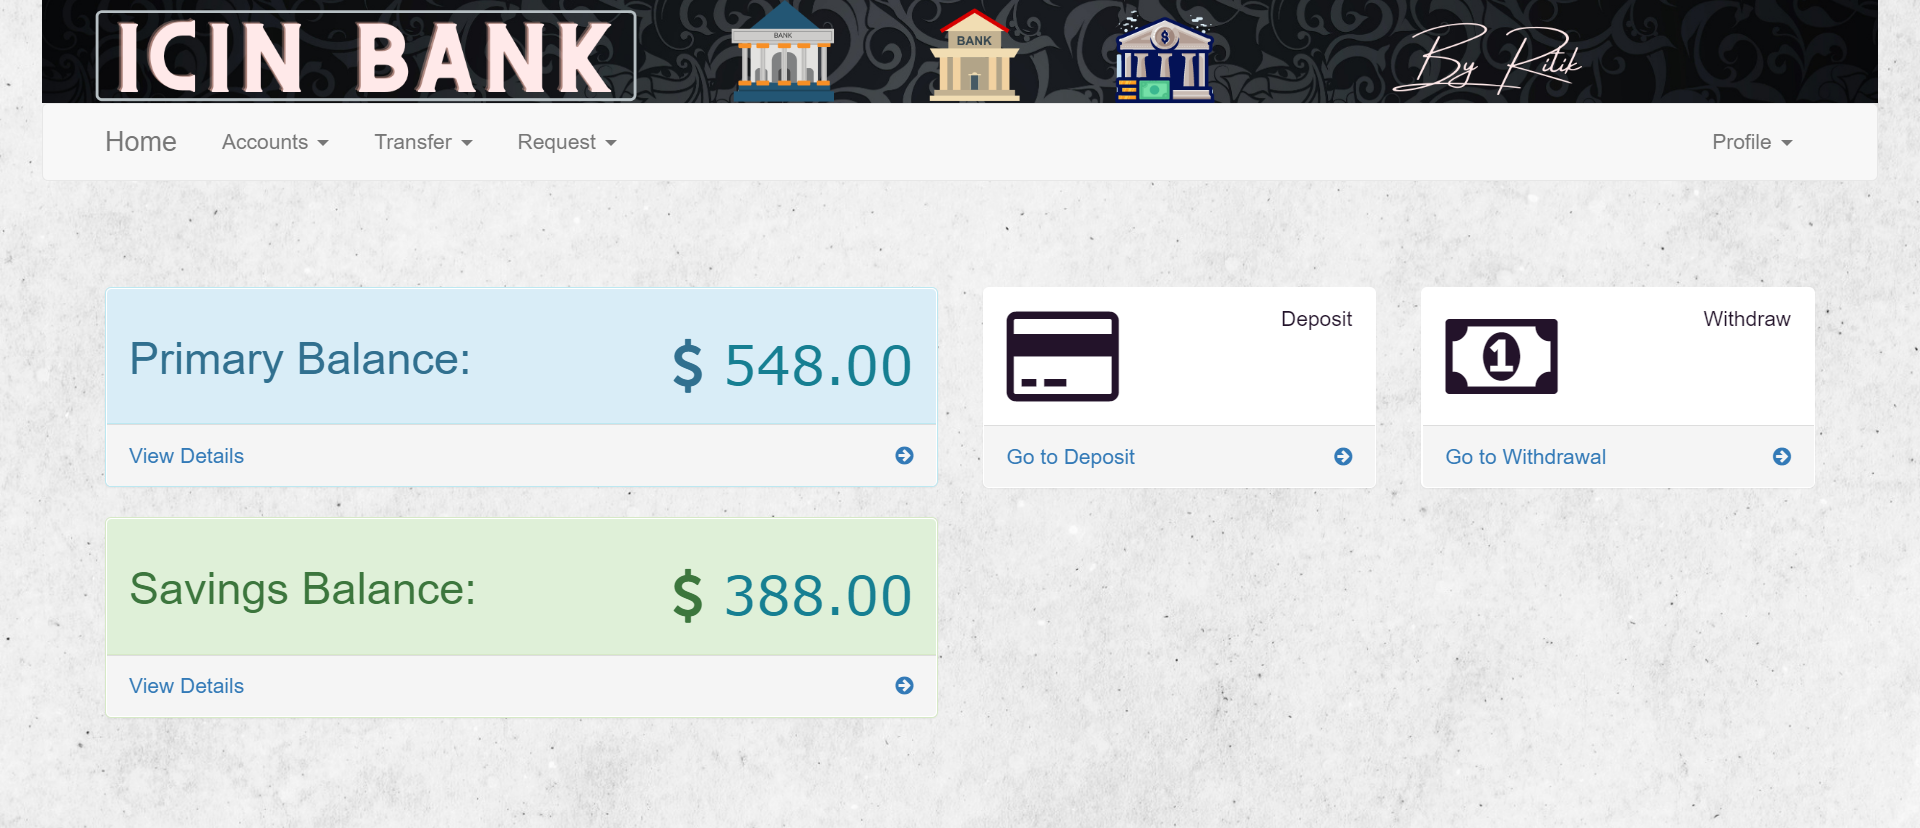 ICIN BANK
BANK
BANK
By Ritik
Home
Accounts
Transfer
Request
Profile
Primary Balance:
$ 548.00
View Details
Deposit
Go to Deposit
Withdraw
1
Go to Withdrawal
Savings Balance:
$ 388.00
View Details